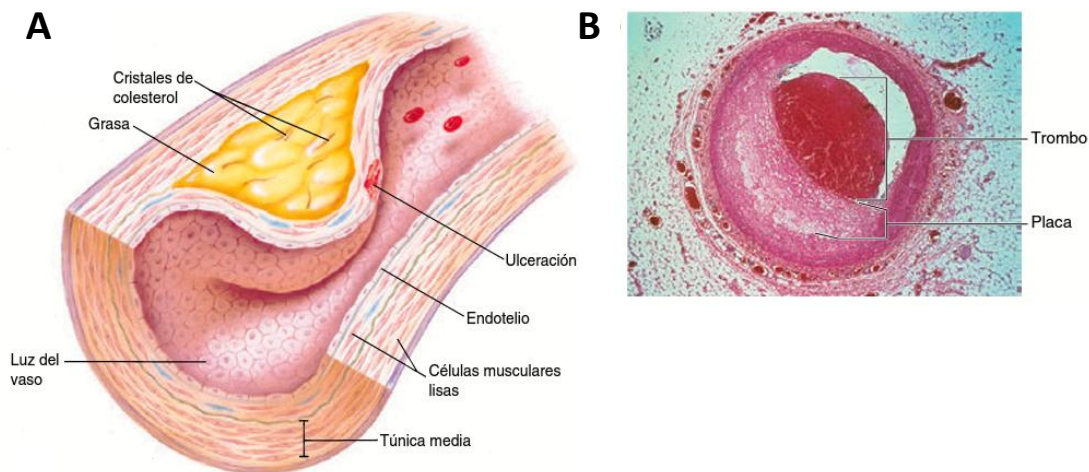 A
Cristales de
colesterol
Grasa
Ulceración
Endotelio
Luz del
vaso
Células musculares
lisas
Túnica media
B
Trombo
Placa